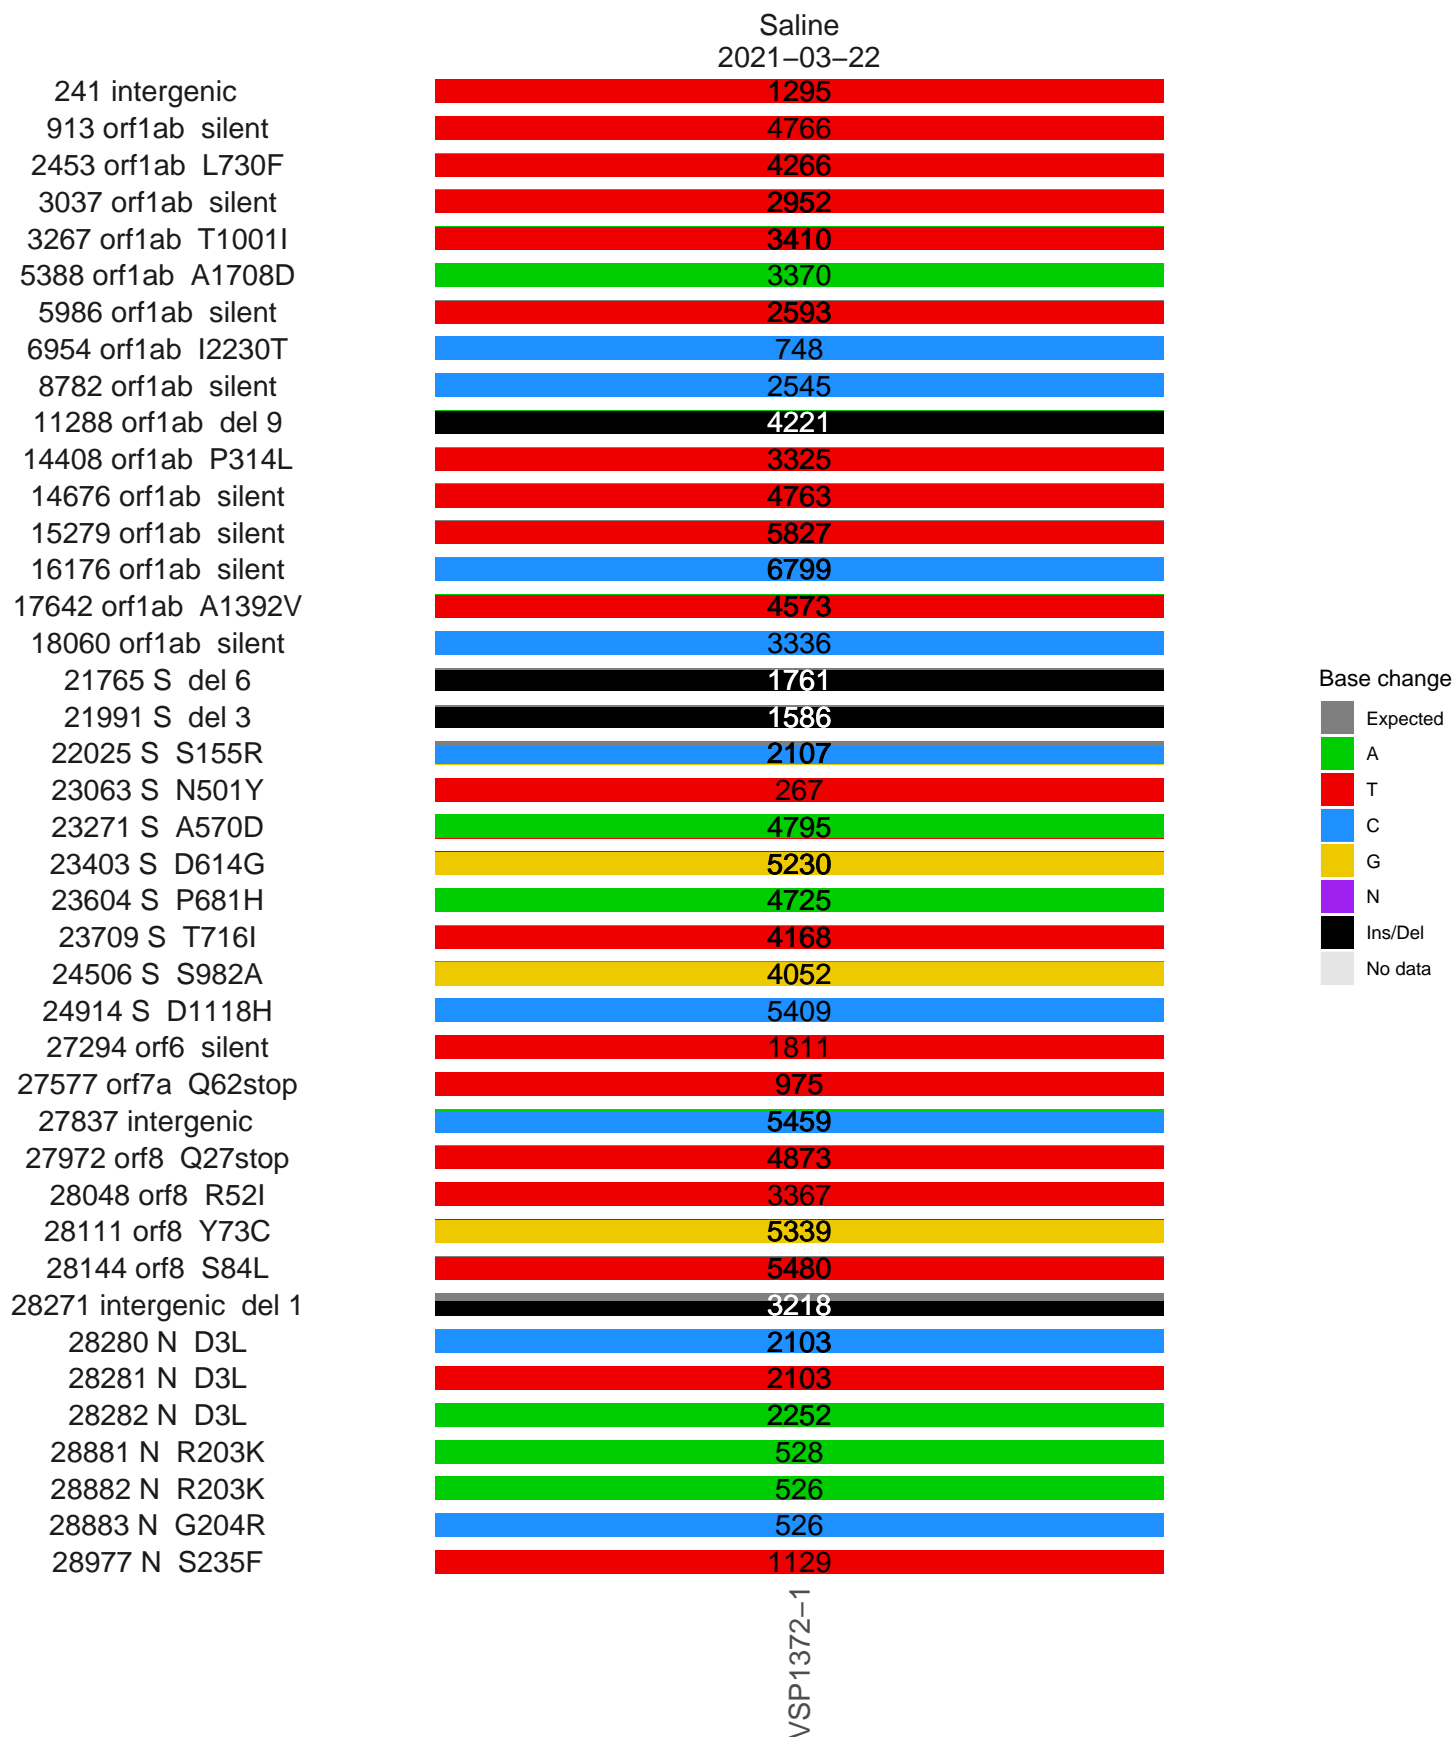 Saline
2021−03−22
241 intergenic 1295
913 orf1ab silent 4766
2453 orf1ab L730F 4266
3037 orf1ab silent 2952
3267 orf1ab T1001I 3410
5388 orf1ab A1708D 3370
5986 orf1ab silent 2593
6954 orf1ab I2230T 748
8782 orf1ab silent 2545
11288 orf1ab del 9 4221
14408 orf1ab P314L 3325
14676 orf1ab silent 4763
15279 orf1ab silent 5827
16176 orf1ab silent 6799
17642 orf1ab A1392V 4573
18060 orf1ab silent 3336
21765 S del 6 1761
21991 S del 3 1586
22025 S S155R 2107
23063 S N501Y 267
23271 S A570D 4795
23403 S D614G 5230
23604 S P681H 4725
23709 S T716I 4168
24506 S S982A 4052
24914 S D1118H 5409
27294 orf6 silent 1811
27577 orf7a Q62stop 975
27837 intergenic 5459
27972 orf8 Q27stop 4873
28048 orf8 R52I 3367
28111 orf8 Y73C 5339
28144 orf8 S84L 5480
28271 intergenic del 1 3218
28280 N D3L 2103
28281 N D3L 2103
28282 N D3L 2252
28881 N R203K 528
28882 N R203K 526
28883 N G204R 526
28977 N S235F 1129
VSP1372−1
Base change
Expected
A
T
C
G
N
Ins/Del
No data